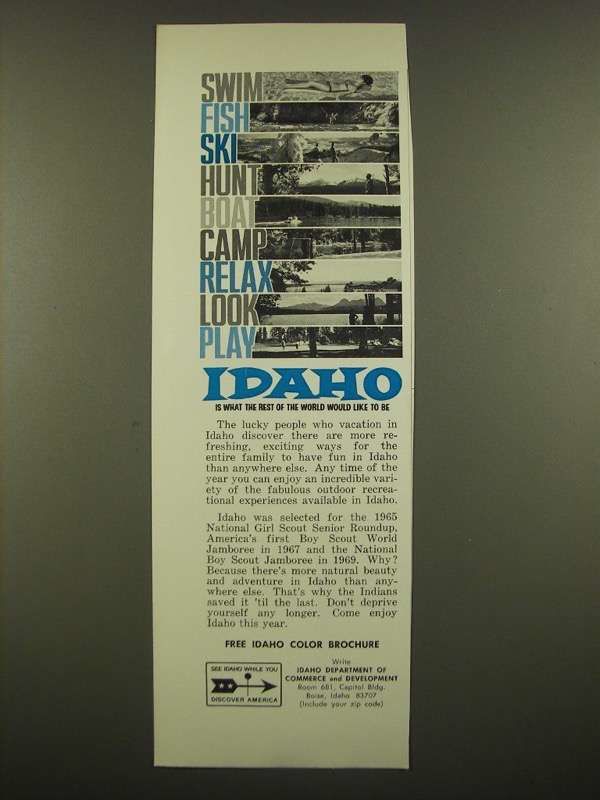 SWIM
FISH
SKI
HUNT
BOAT
CAMP
RELAX
LOOK
PLAY
IDAHO
IS WHAT THE REST OF THE WORLD WOULD LIKE TO BE
The lucky people who vacation in
Idaho discover there are more re-
freshing, exciting ways for the
entire family to have fun in Idaho
than anywhere else. Any time of the
year you can enjoy an incredible vari-
ety of the fabulous outdoor recrea-
tional experiences available in Idaho.
Idaho was selected for the 1965
National Girl Scout Senior Roundup,
America's first Boy Scout World
Jamboree in 1967 and the National
Boy Scout Jamboree in 1969. Why?
Because there's more natural beauty
and adventure in Idaho than any-
where else. That's why the Indians
saved it 'til the last. Don't deprive
yourself any longer. Come enjoy
Idaho this year.
FREE IDAHO COLOR BROCHURE
SEE IDAHO WHILE YOU
DISCOVER AMERICA
Write
IDAHO DEPARTMENT OF
COMMERCE and DEVELOPMENT
Room 681, Capitol Bldg.
Boise, Idaho 83707
(Include your zip code)